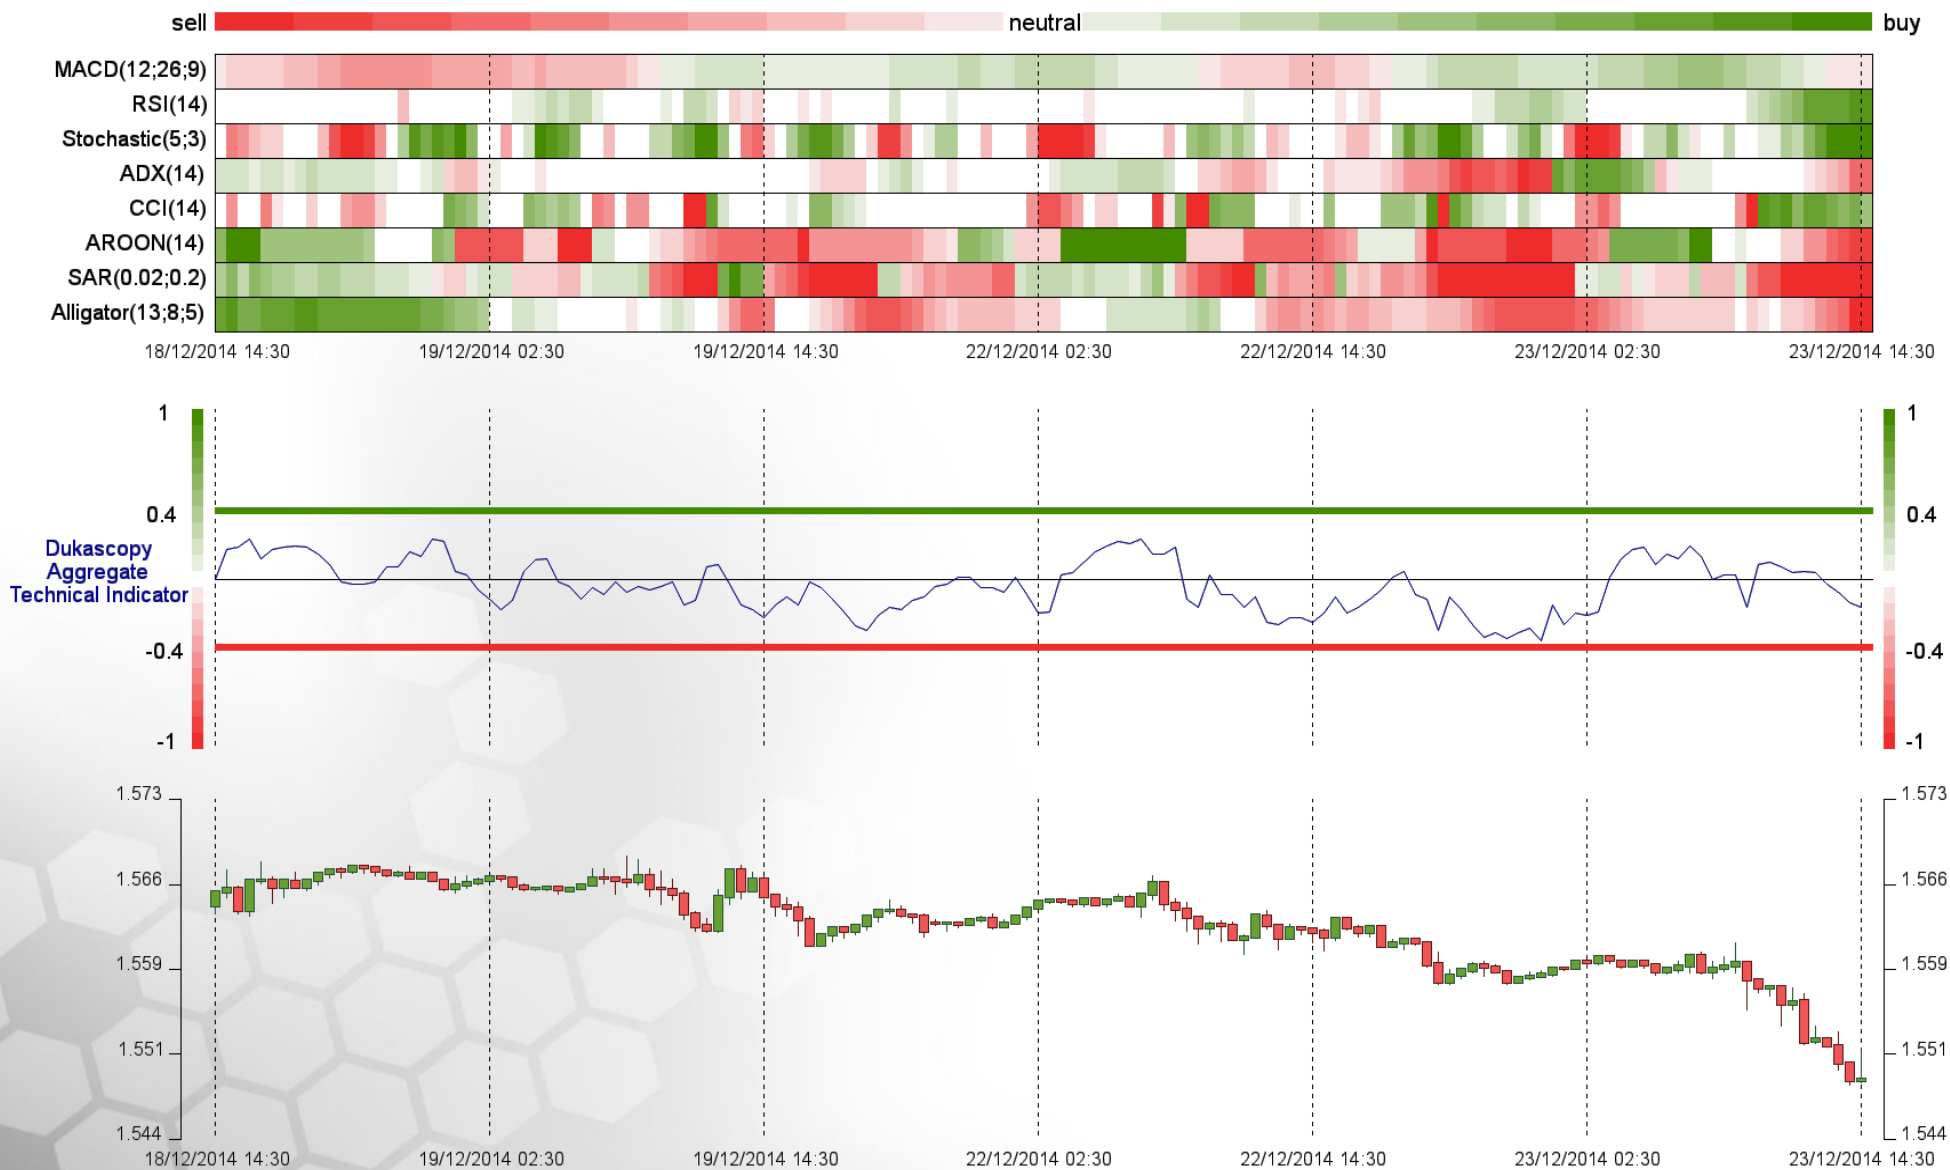 sell neutral buy
MACD(12;26;9)
RSI(14)
Stochastic(5;3)
ADX(14)
CCI(14)
AROON(14)
SAR(0.02;0.2)
Alligator(13;8;5)
18/12/2014 14:30 19/12/2014 02:30 19/12/2014 14:30 22/12/2014 02:30 22/12/2014 14:30 23/12/2014 02:30 23/12/2014 14:30
1 1
0.4 0.4
Dukascopy
Aggregate
Technical Indicator
-0.4 -0.4
-1 -1
1.573 1.573
1.566 1.566
1.559 1.559
1.551 1.551
1.544 1.544
18/12/2014 14:30 19/12/2014 02:30 19/12/2014 14:30 22/12/2014 02:30 22/12/2014 14:30 23/12/2014 02:30 23/12/2014 14:30